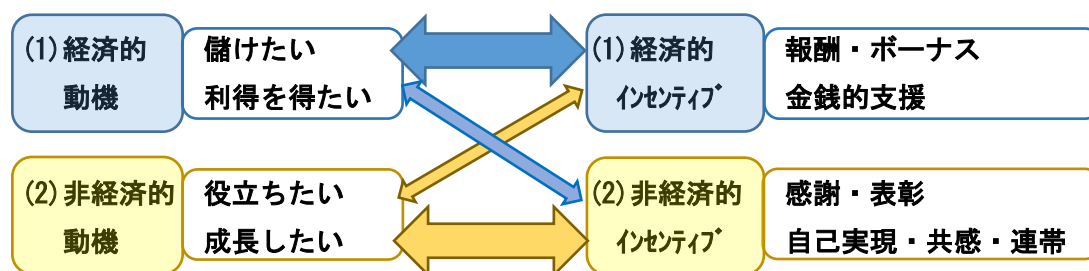 (1)経済的
動機
儲けたい
利得を得たい
(1)経済的
ｲﾝｾﾝﾃｨﾌﾞ
報酬・ボーナス
金銭的支援
(2)非経済的
動機
役立ちたい
成長したい
(2)非経済的
ｲﾝｾﾝﾃｨﾌﾞ
感謝・表彰
自己実現・共感・連帯